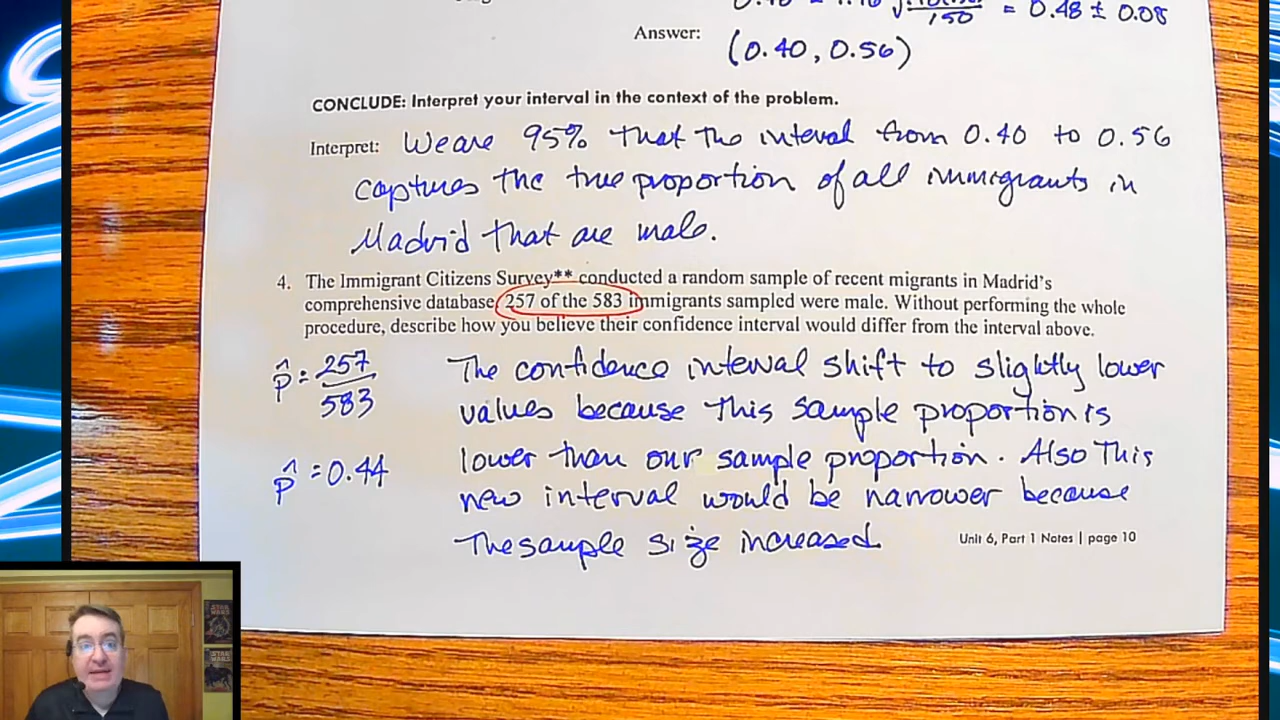 150 = 0.48 ± 0.08
Answer: (0.40, 0.56)
CONCLUDE: Interpret your interval in the context of the problem.
Interpret: We are 95% that the interval from 0.40 to 0.56
captures the true proportion of all immigrants in
Madrid that are male.
4. The Immigrant Citizens Survey** conducted a random sample of recent migrants in Madrid's
comprehensive database. 257 of the 583 immigrants sampled were male. Without performing the whole
procedure, describe how you believe their confidence interval would differ from the interval above.
p̂ = 257/583
p̂ = 0.44
The confidence interval shift to slightly lower
values because this sample proportion is
lower than our sample proportion. Also This
new interval would be narrower because
The sample size increased.
Unit 6, Part 1 Notes | page 10
STAR WARS
STAR WARS